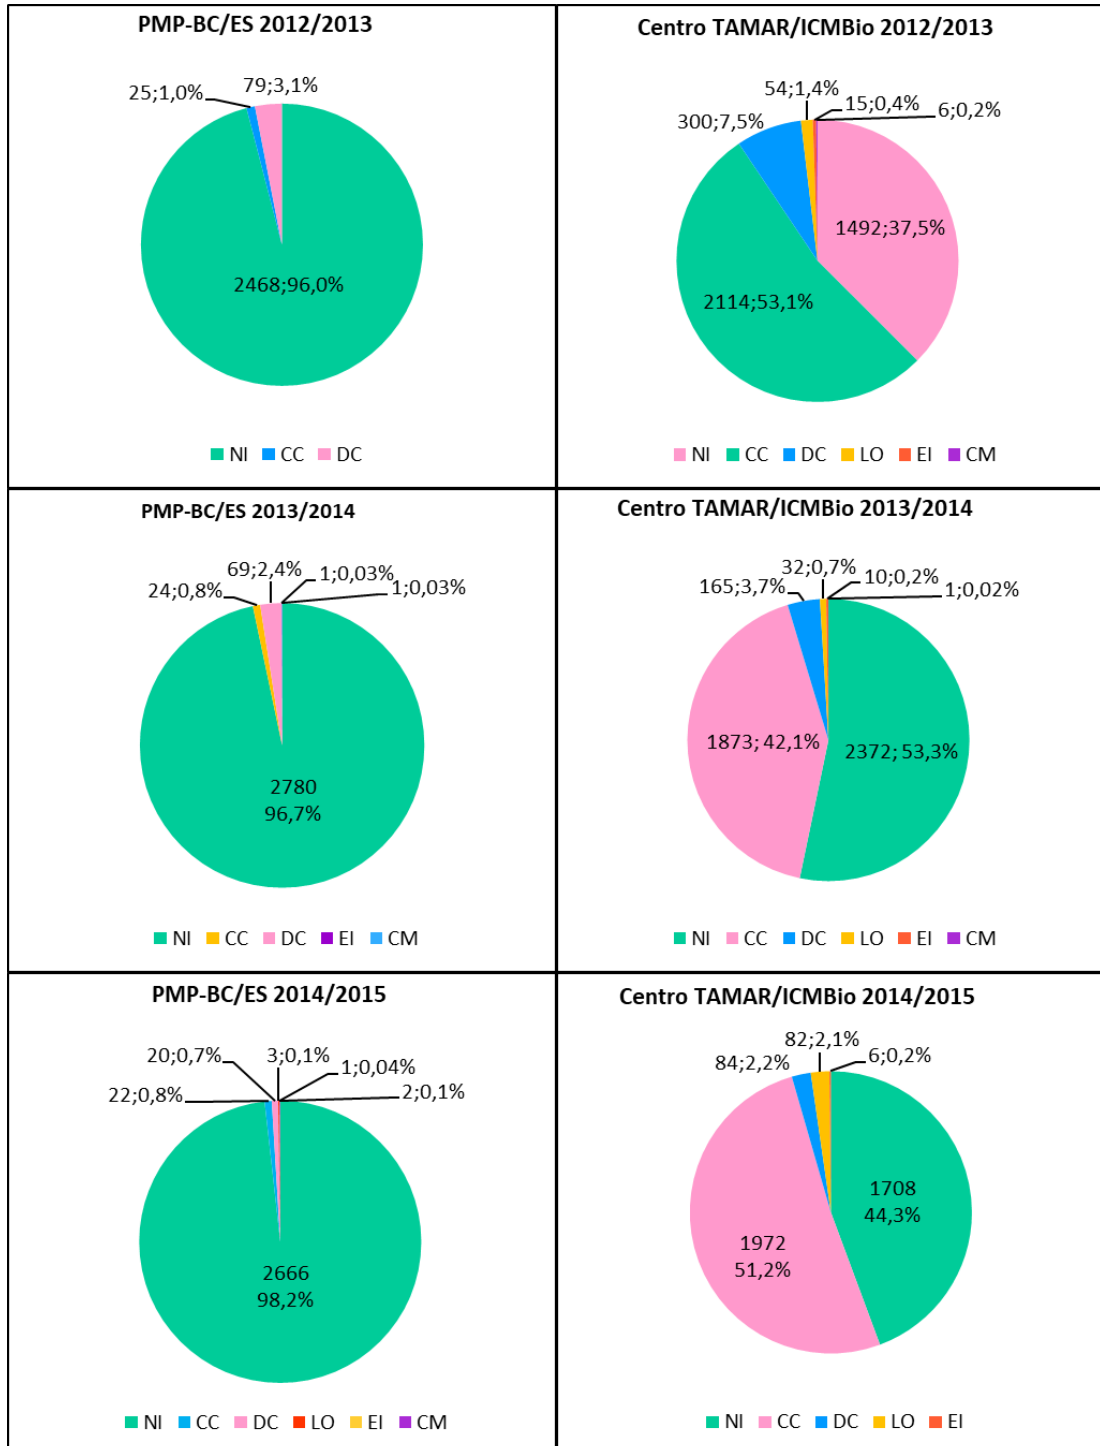 PMP-BC/ES 2012/2013
25;1,0%
79;3,1%
2468;96,0%
NI CC DC
Centro TAMAR/ICMBio 2012/2013
54;1,4%
15;0,4%
6;0,2%
300;7,5%
1492;37,5%
2114;53,1%
NI CC DC LO EI CM
PMP-BC/ES 2013/2014
69;2,4%
1;0,03%
24;0,8%
1;0,03%
2780
96,7%
NI CC DC EI CM
Centro TAMAR/ICMBio 2013/2014
32;0,7%
10;0,2%
165;3,7%
1;0,02%
1873; 42,1%
2372; 53,3%
NI CC DC LO EI CM
PMP-BC/ES 2014/2015
20;0,7%
3;0,1%
1;0,04%
22;0,8%
2;0,1%
2666
98,2%
NI CC DC LO EI CM
Centro TAMAR/ICMBio 2014/2015
82;2,1%
84;2,2%
6;0,2%
1708
44,3%
1972
51,2%
NI CC DC LO EI